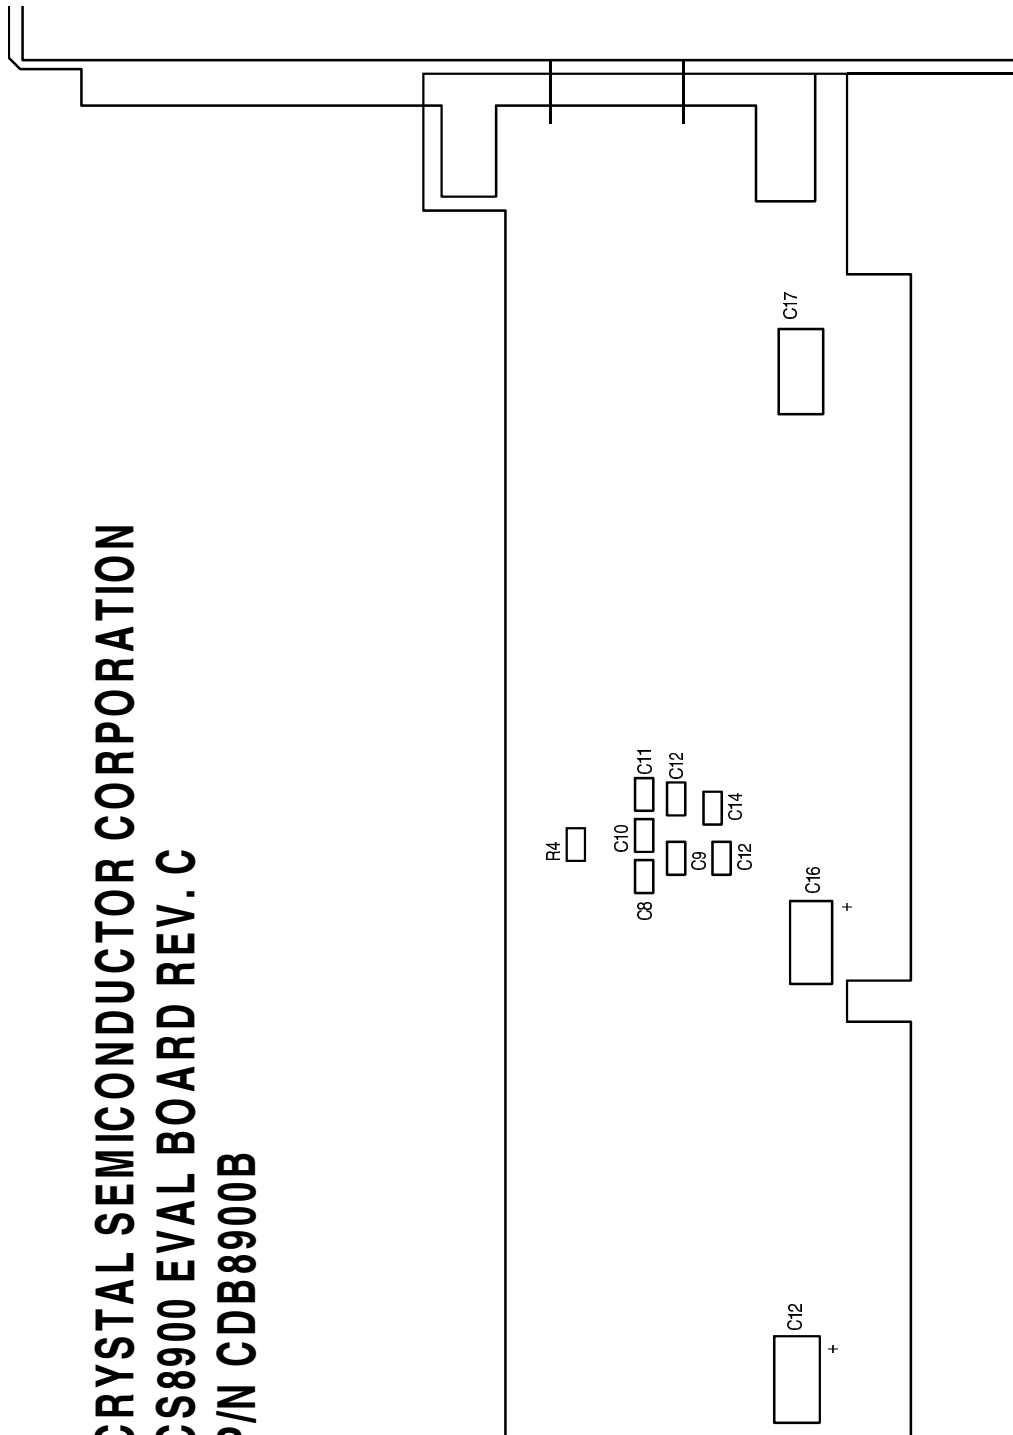 CRYSTAL SEMICONDUCTOR CORPORATION
CS8900 EVAL BOARD REV. C
P/N CDB8900B
C17
C11
C12
C14
C10
R4
C9
C12
C8
C16
+
C12
+